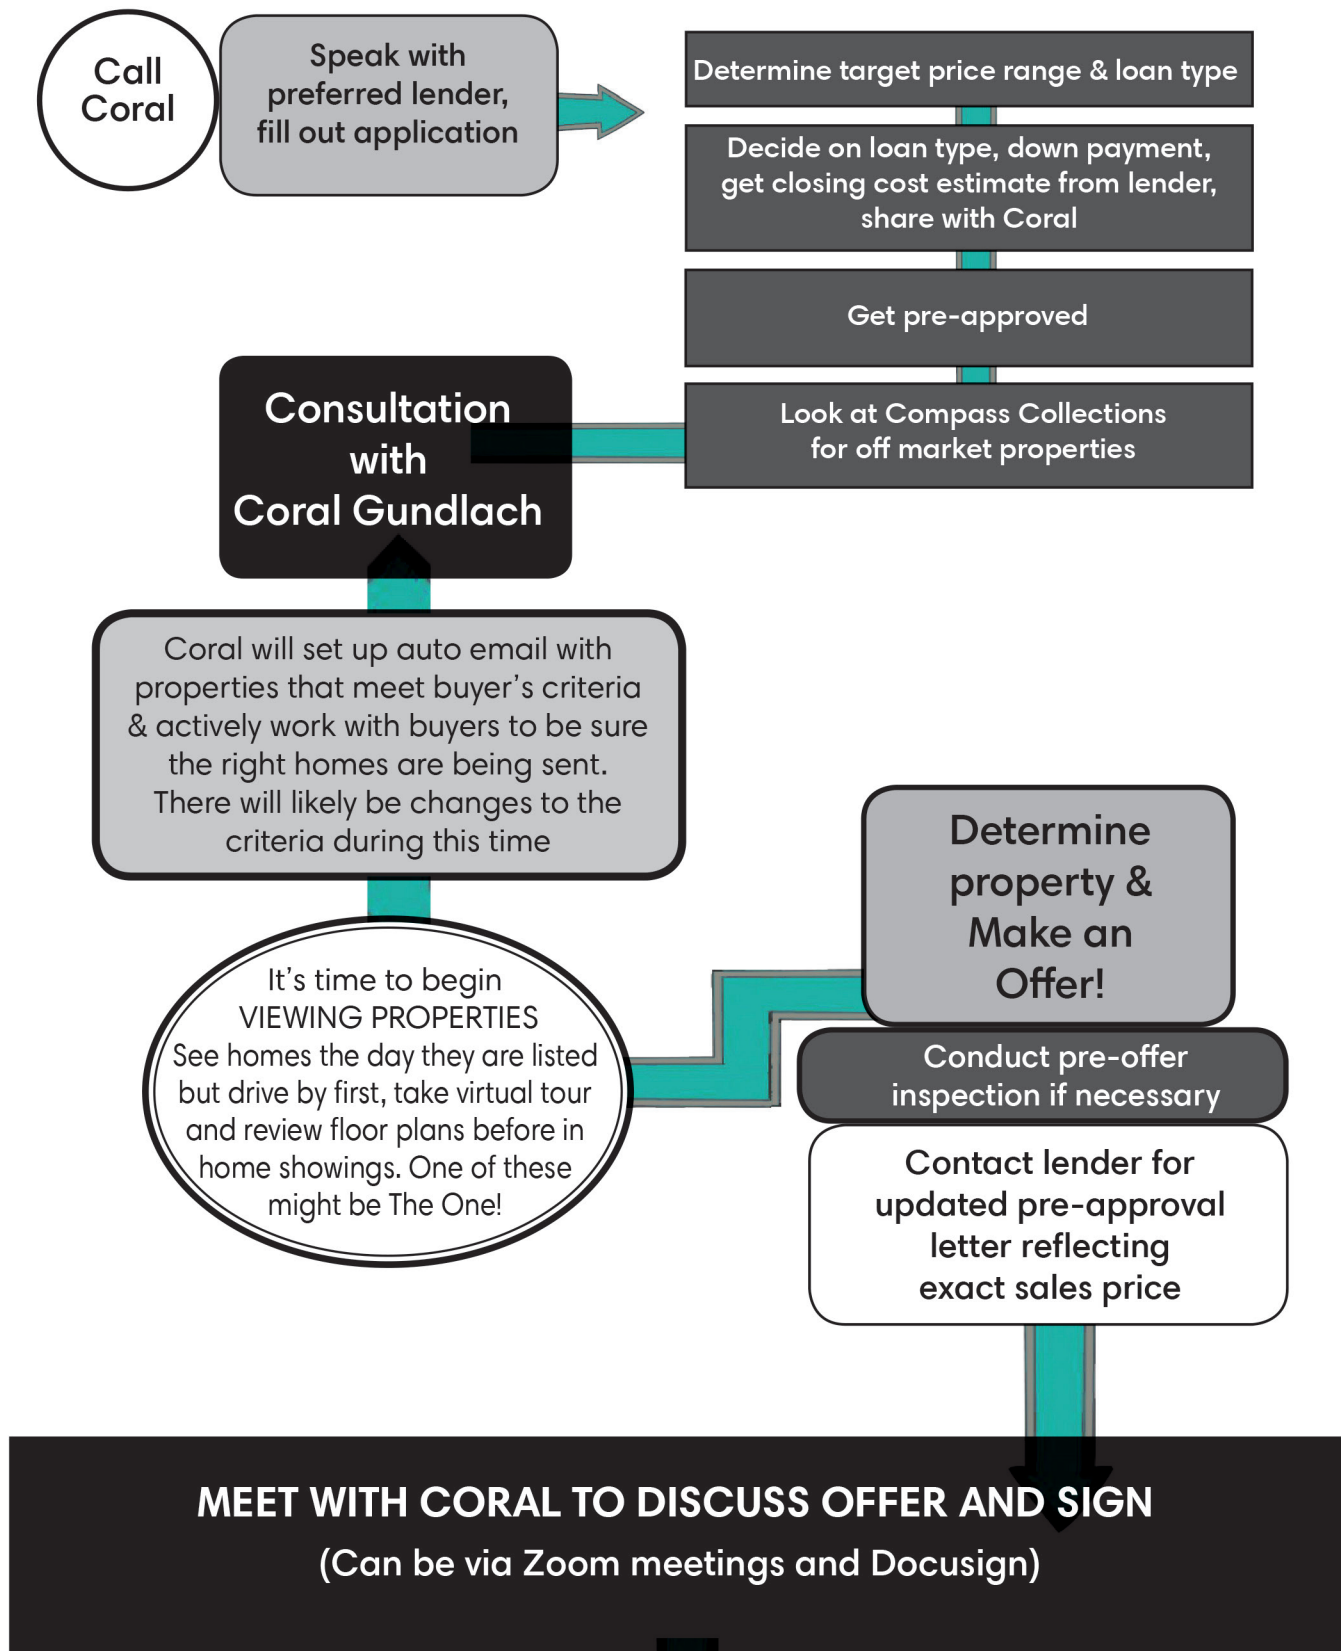 Call
Coral
Speak with
preferred lender,
fill out application
Determine target price range & loan type
Decide on loan type, down payment,
get closing cost estimate from lender,
share with Coral
Get pre-approved
Look at Compass Collections
for off market properties
Consultation
with
Coral Gundlach
Coral will set up auto email with
properties that meet buyer's criteria
& actively work with buyers to be sure
the right homes are being sent.
There will likely be changes to the
criteria during this time
It's time to begin
VIEWING PROPERTIES
See homes the day they are listed
but drive by first, take virtual tour
and review floor plans before in
home showings. One of these
might be The One!
Determine
property &
Make an
Offer!
Conduct pre-offer
inspection if necessary
Contact lender for
updated pre-approval
letter reflecting
exact sales price
MEET WITH CORAL TO DISCUSS OFFER AND SIGN
(Can be via Zoom meetings and Docusign)